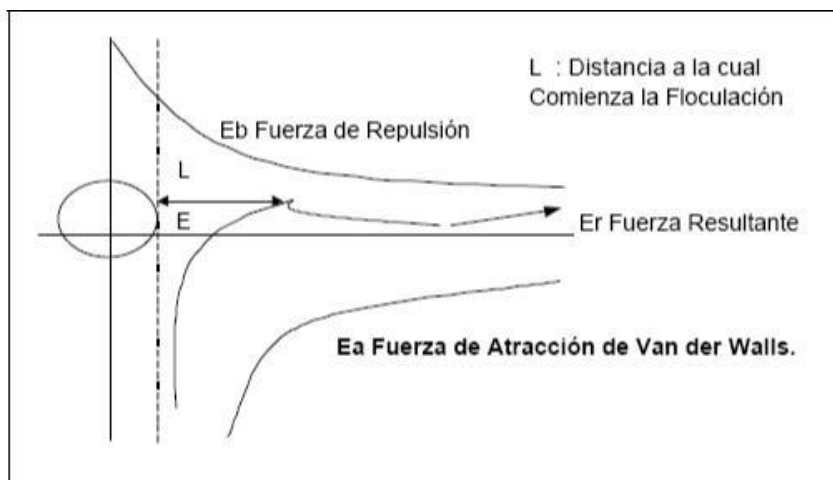 L : Distancia a la cual
Comienza la Floculación
Eb Fuerza de Repulsión
L
E
Er Fuerza Resultante
Ea Fuerza de Atracción de Van der Walls.